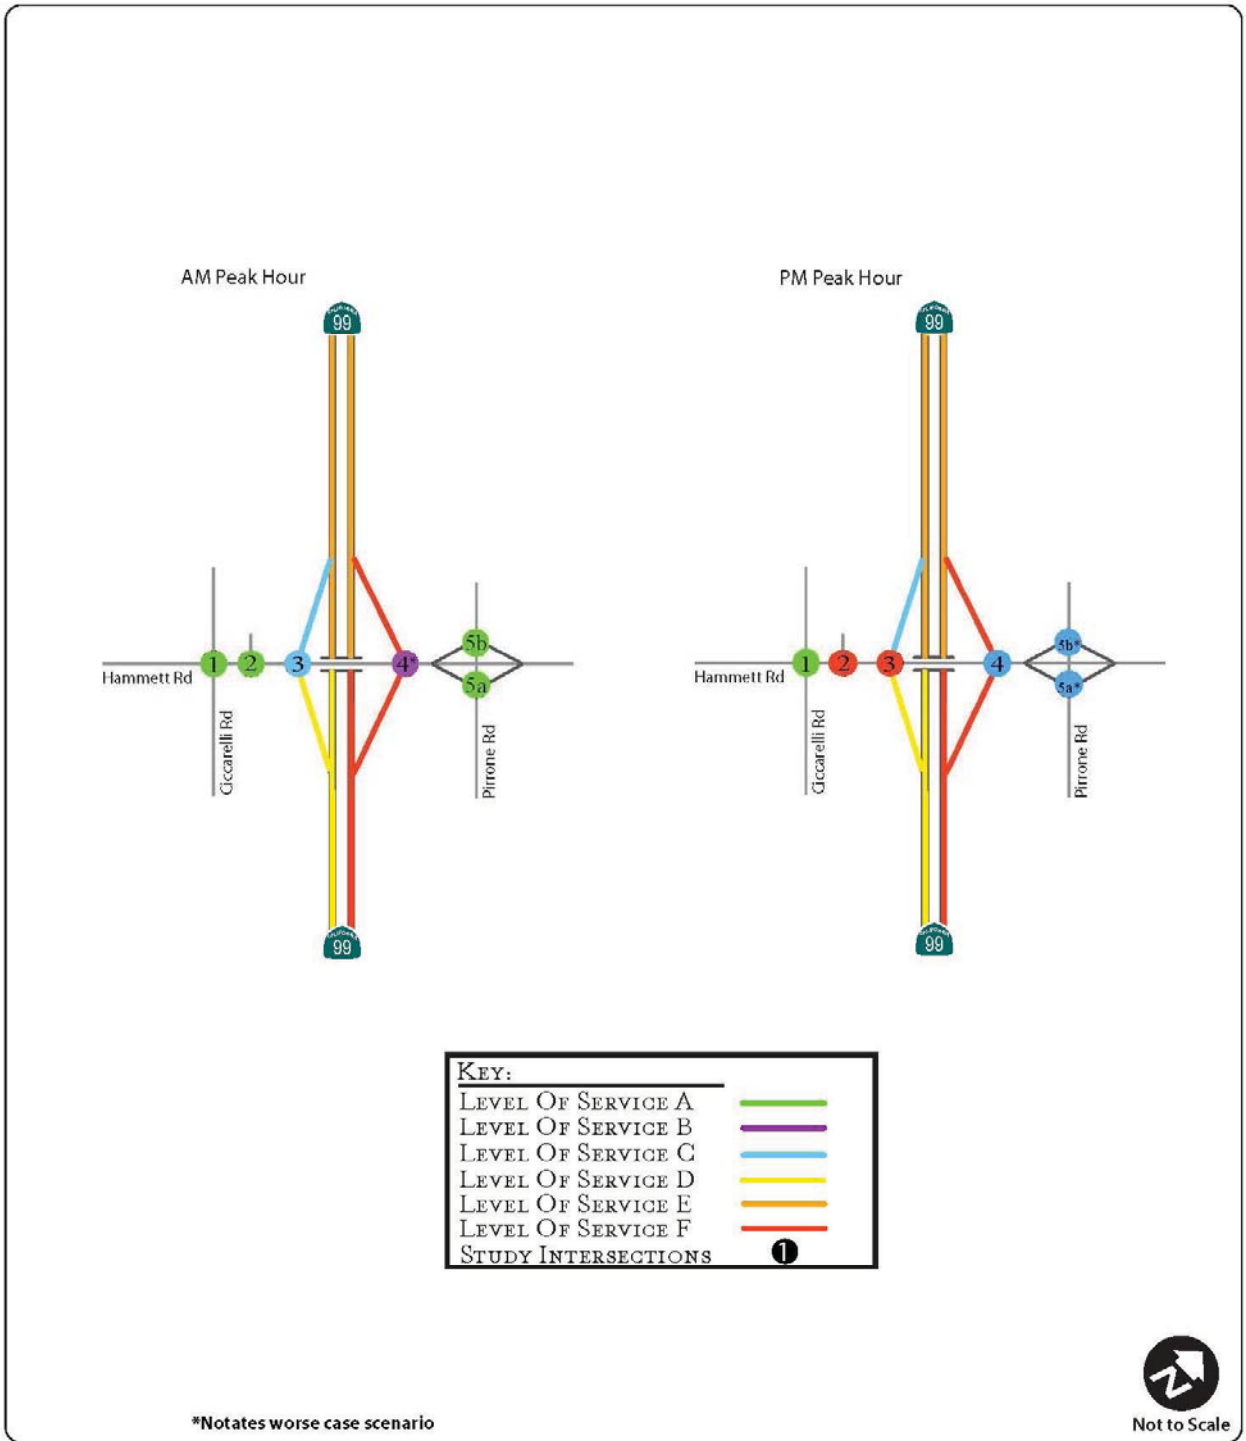 AM Peak Hour
PM Peak Hour
99
99
1
2
3
4*
5b
5a
Hammett Rd
Ciccarelli Rd
Pirrone Rd
1
2
3
4
5b*
5a*
Hammett Rd
Ciccarelli Rd
Pirrone Rd
99
99
KEY:
LEVEL OF SERVICE A
LEVEL OF SERVICE B
LEVEL OF SERVICE C
LEVEL OF SERVICE D
LEVEL OF SERVICE E
LEVEL OF SERVICE F
STUDY INTERSECTIONS 1
N
*Notates worse case scenario
Not to Scale